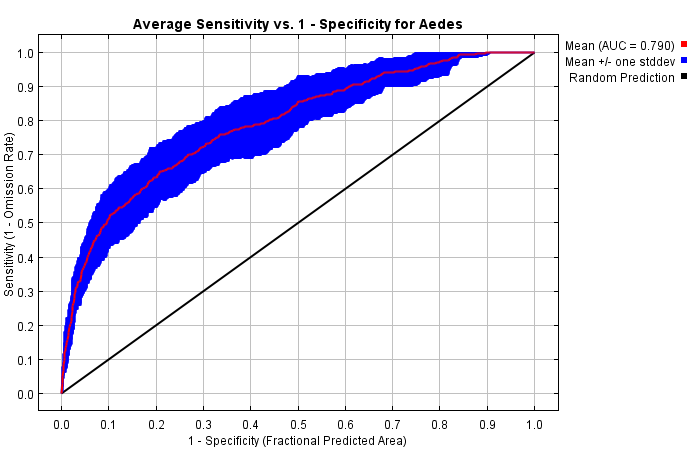 Average Sensitivity vs. 1 - Specificity for Aedes
Mean (AUC = 0.790)
Mean +/- one stddev
Random Prediction
Sensitivity (1 - Omission Rate)
1.0
0.9
0.8
0.7
0.6
0.5
0.4
0.3
0.2
0.1
0.0
0.0 0.1 0.2 0.3 0.4 0.5 0.6 0.7 0.8 0.9 1.0
1 - Specificity (Fractional Predicted Area)